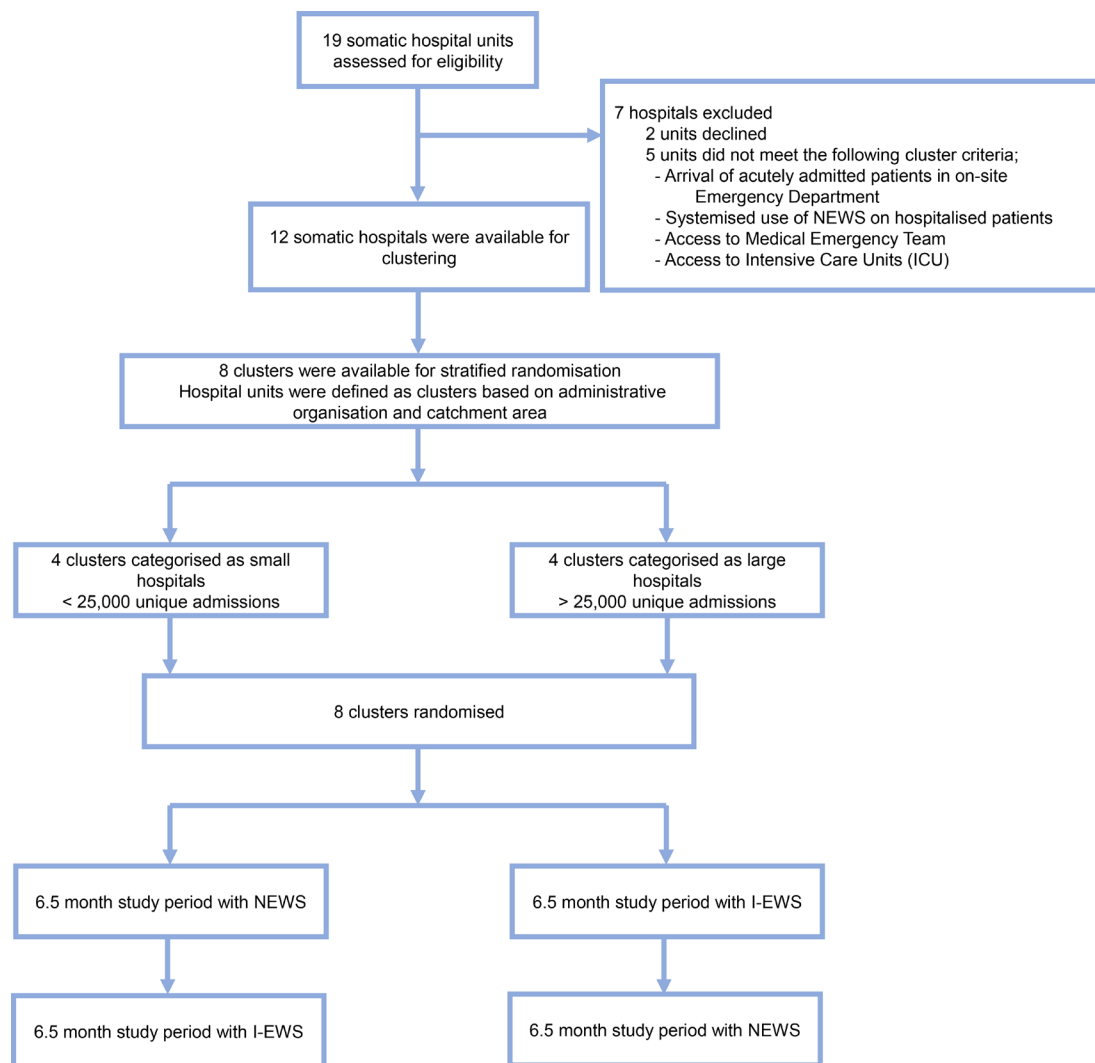 19 somatic hospital units
assessed for eligibility
7 hospitals excluded
2 units declined
5 units did not meet the following cluster criteria;
- Arrival of acutely admitted patients in on-site
Emergency Department
- Systemised use of NEWS on hospitalised patients
- Access to Medical Emergency Team
- Access to Intensive Care Units (ICU)
12 somatic hospitals were available for
clustering
8 clusters were available for stratified randomisation
Hospital units were defined as clusters based on administrative
organisation and catchment area
4 clusters categorised as small
hospitals
< 25,000 unique admissions
4 clusters categorised as large
hospitals
> 25,000 unique admissions
8 clusters randomised
6.5 month study period with NEWS
6.5 month study period with I-EWS
6.5 month study period with I-EWS
6.5 month study period with NEWS